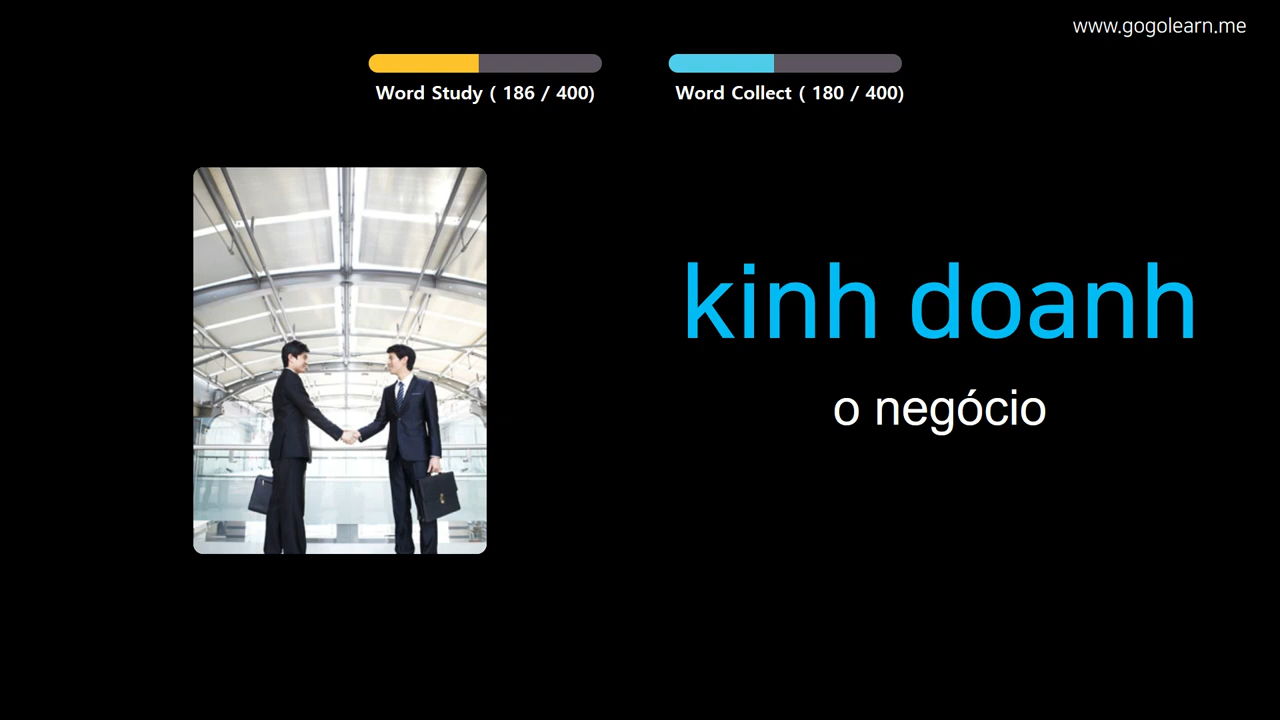 www.gogolearn.me
Word Study ( 186 / 400)
Word Collect ( 180 / 400)
kinh doanh
o negócio